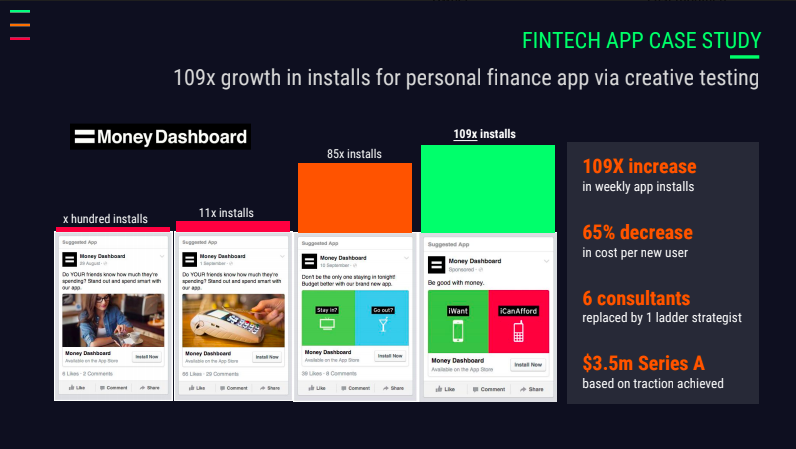 FINTECH APP CASE STUDY
109x growth in installs for personal finance app via creative testing
Money Dashboard
x hundred installs
Suggested App
Money Dashboard
22 August
Do YOUR friends know how much they're
spending? Stand out and spend smart with
our app.
Money Dashboard
Available on the App Store
Install Now
6 Likes · 2 Comments
Like Comment Share
11x installs
Suggested App
Money Dashboard
1 September
Do YOUR friends know how much they're
spending? Stand out and spend smart with
our app.
Money Dashboard
Available on the App Store
Install Now
Likes · 29 Comments
Like Comment Share
85x installs
Suggested App
Money Dashboard
12 September
Don't be the only one staying in tonight!
Budget better with our brand new app.
Stay in?
Go out?
Money Dashboard
Available on the App Store
Install Now
Likes · 8 Comments
Like Comment Share
109x installs
Suggested App
Money Dashboard
Sponsored
Be good with money.
iWant
iCanAfford
Money Dashboard
Available on the App Store
Install Now
Like Comment Share
109X increase
in weekly app installs
65% decrease
in cost per new user
6 consultants
replaced by 1 ladder strategist
$3.5m Series A
based on traction achieved